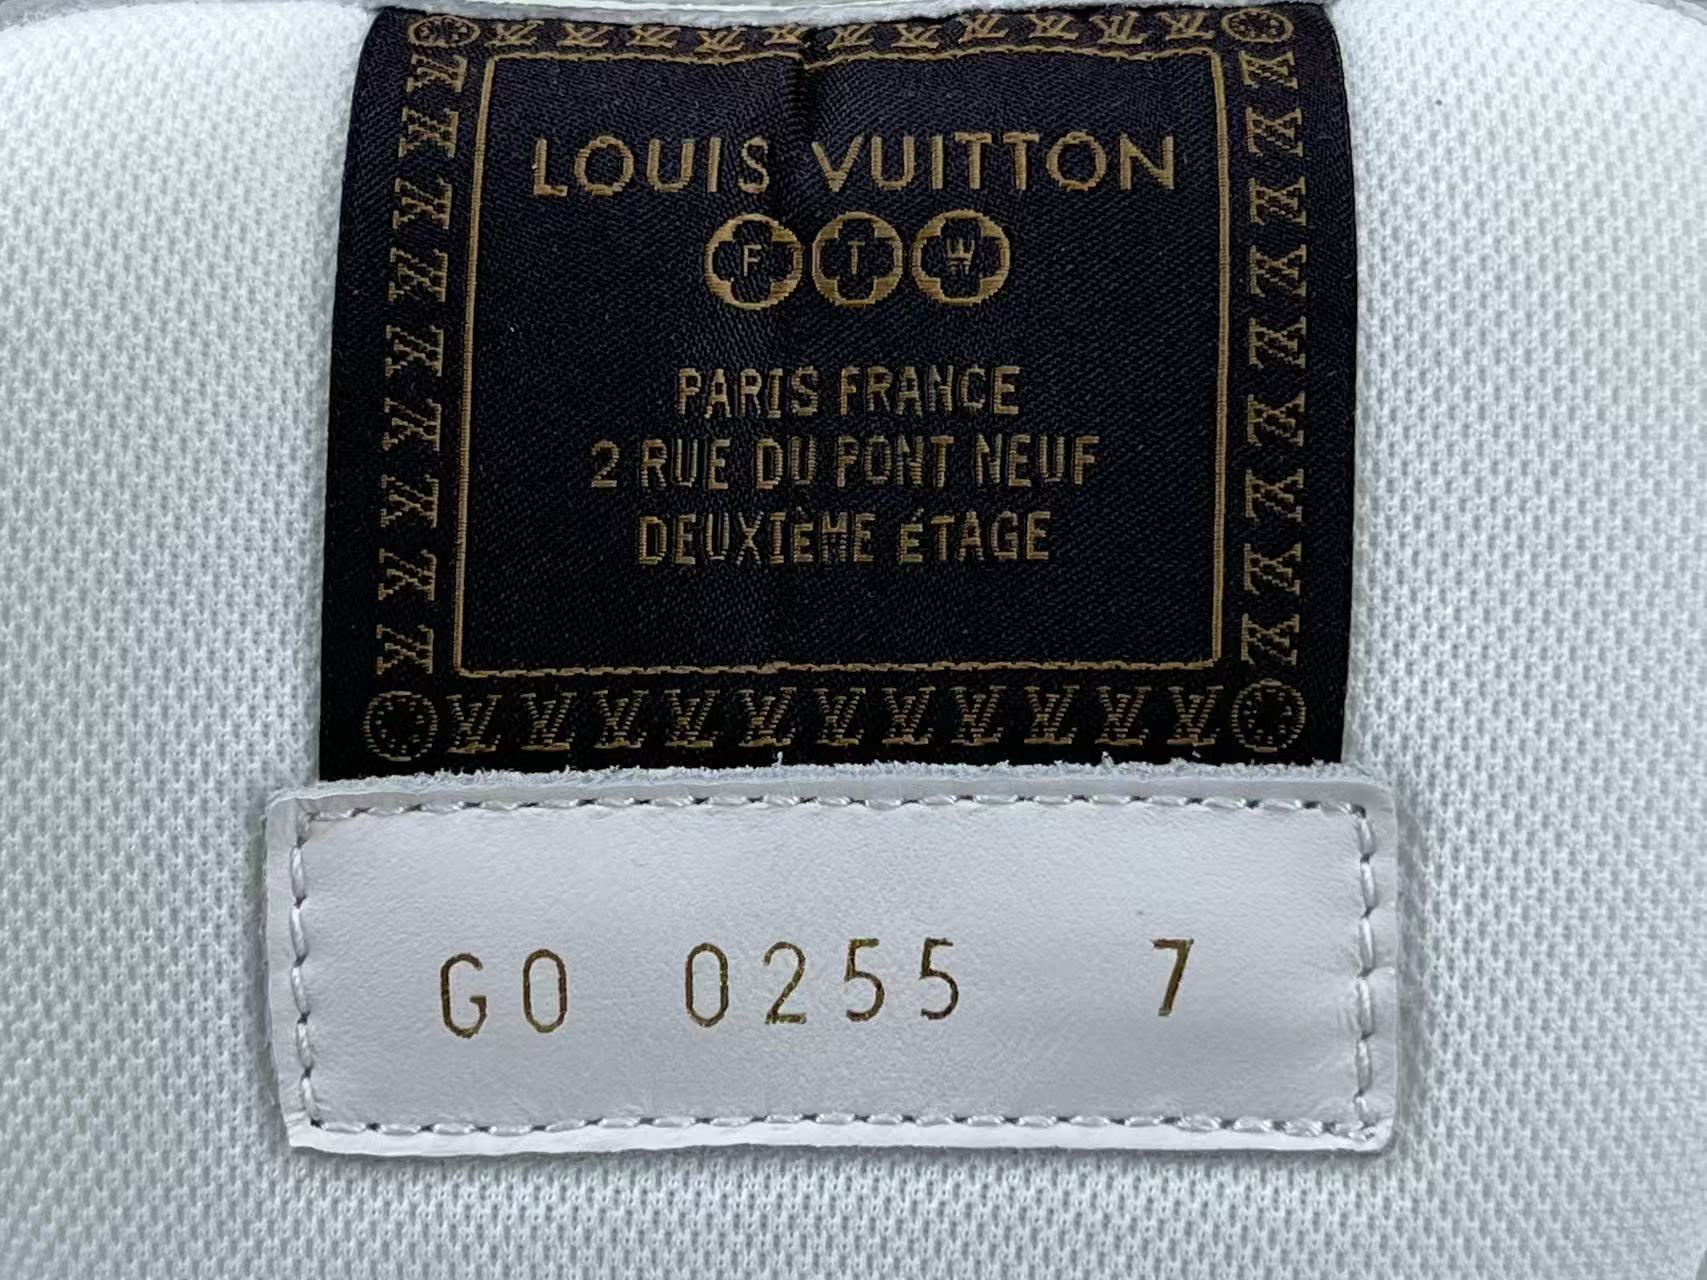 LOUIS VUITTON
F T W
PARIS FRANCE
2 RUE DU PONT NEUF
DEUXIÈME ÉTAGE
GO 0255 7